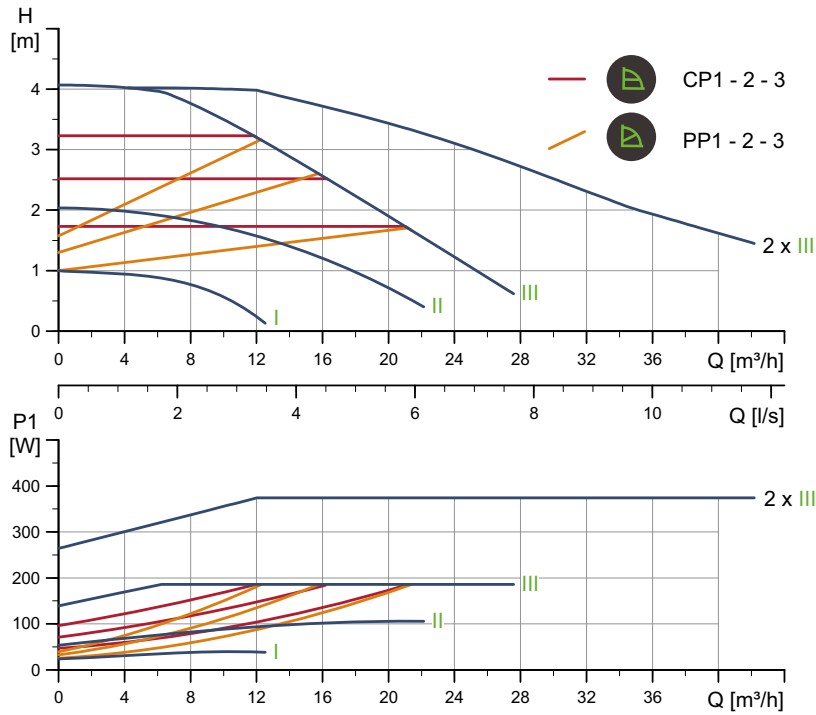 H
[m]
4
3
2
1
0
CP1 - 2 - 3
PP1 - 2 - 3
2 x III
III
II
I
0 4 8 12 16 20 24 28 32 36 Q [m³/h]
0 2 4 6 8 10 Q [l/s]
P1
[W]
400
300
200
100
0
2 x III
III
II
I
0 4 8 12 16 20 24 28 32 36 Q [m³/h]